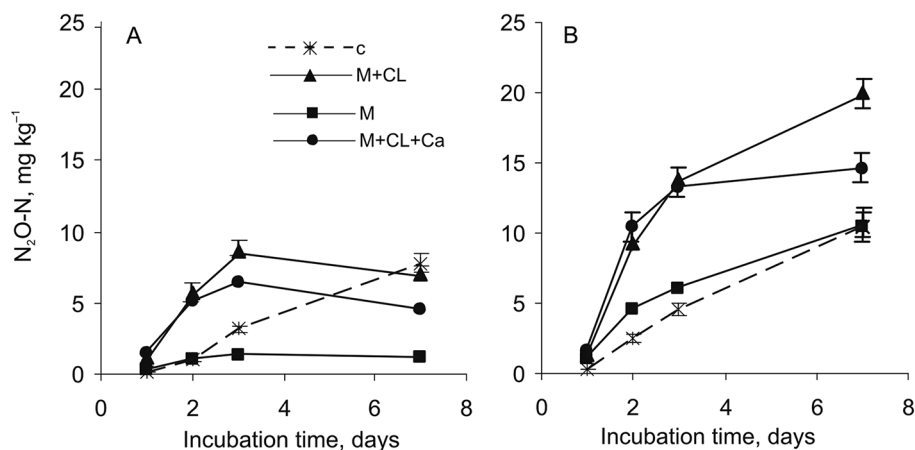 A
B
25
20
15
10
5
0
N₂O-N, mg kg⁻¹
c
M+CL
M
M+CL+Ca
0 2 4 6 8
Incubation time, days
25
20
15
10
5
0
0 2 4 6 8
Incubation time, days